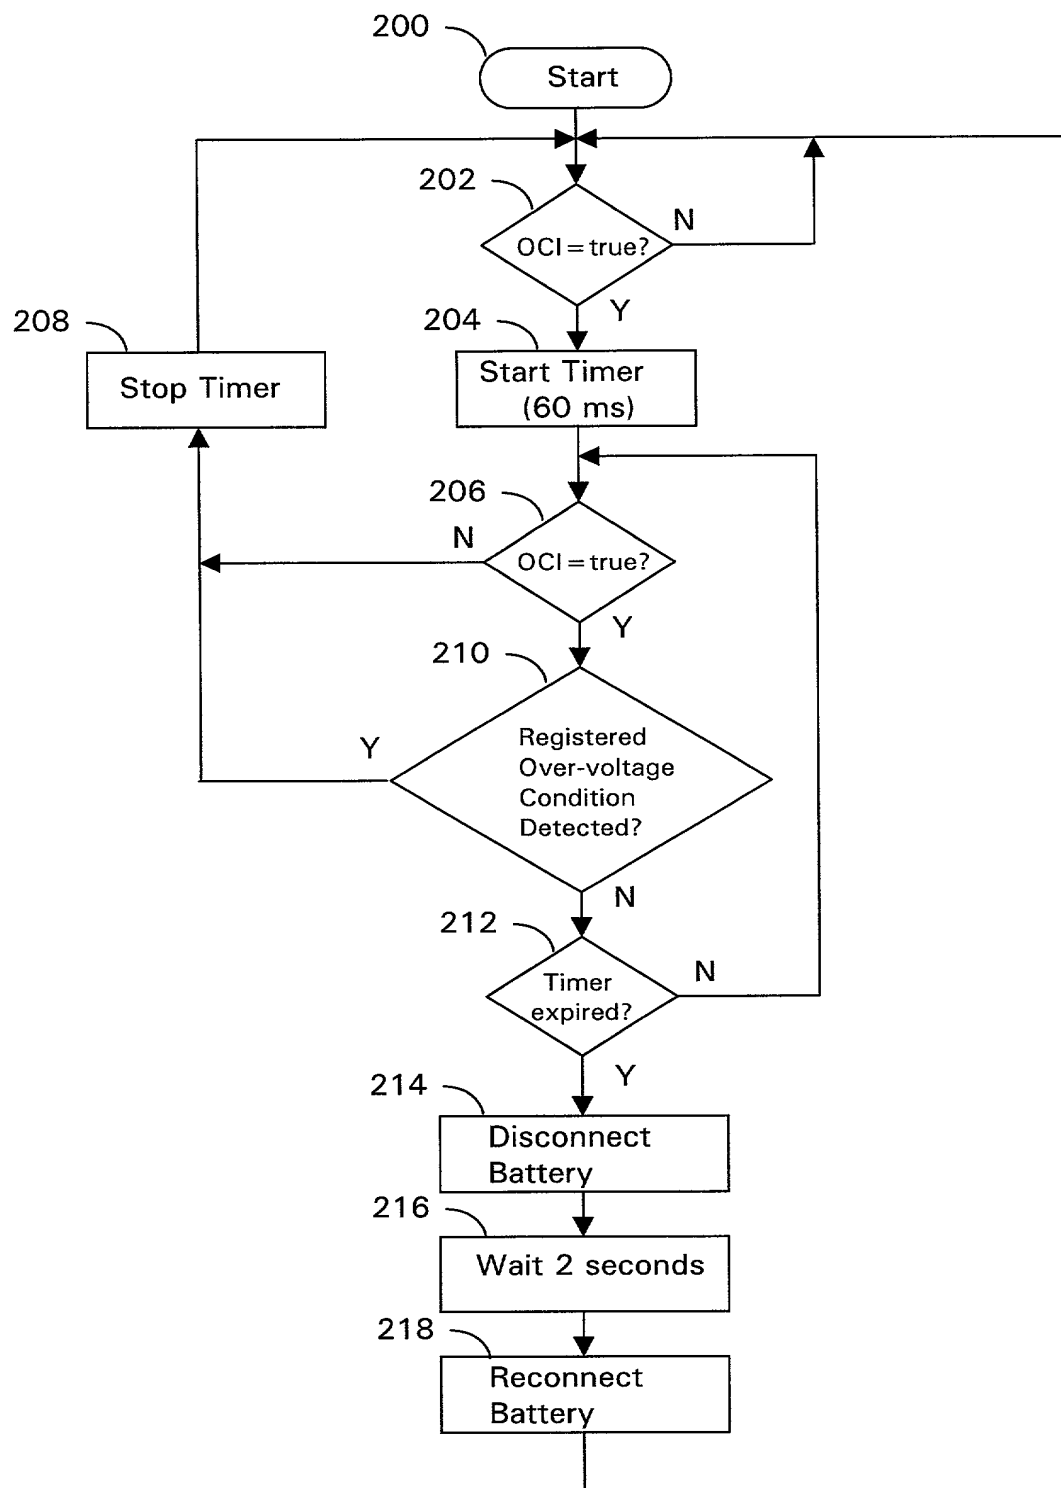 200
Start
202
N
OCI = true?
Y
208
204
Stop Timer
Start Timer
(60 ms)
206
N
OCI = true?
Y
210
Y
Registered
Over-voltage
Condition
Detected?
N
212
N
Timer
expired?
Y
214
Disconnect
Battery
216
Wait 2 seconds
218
Reconnect
Battery